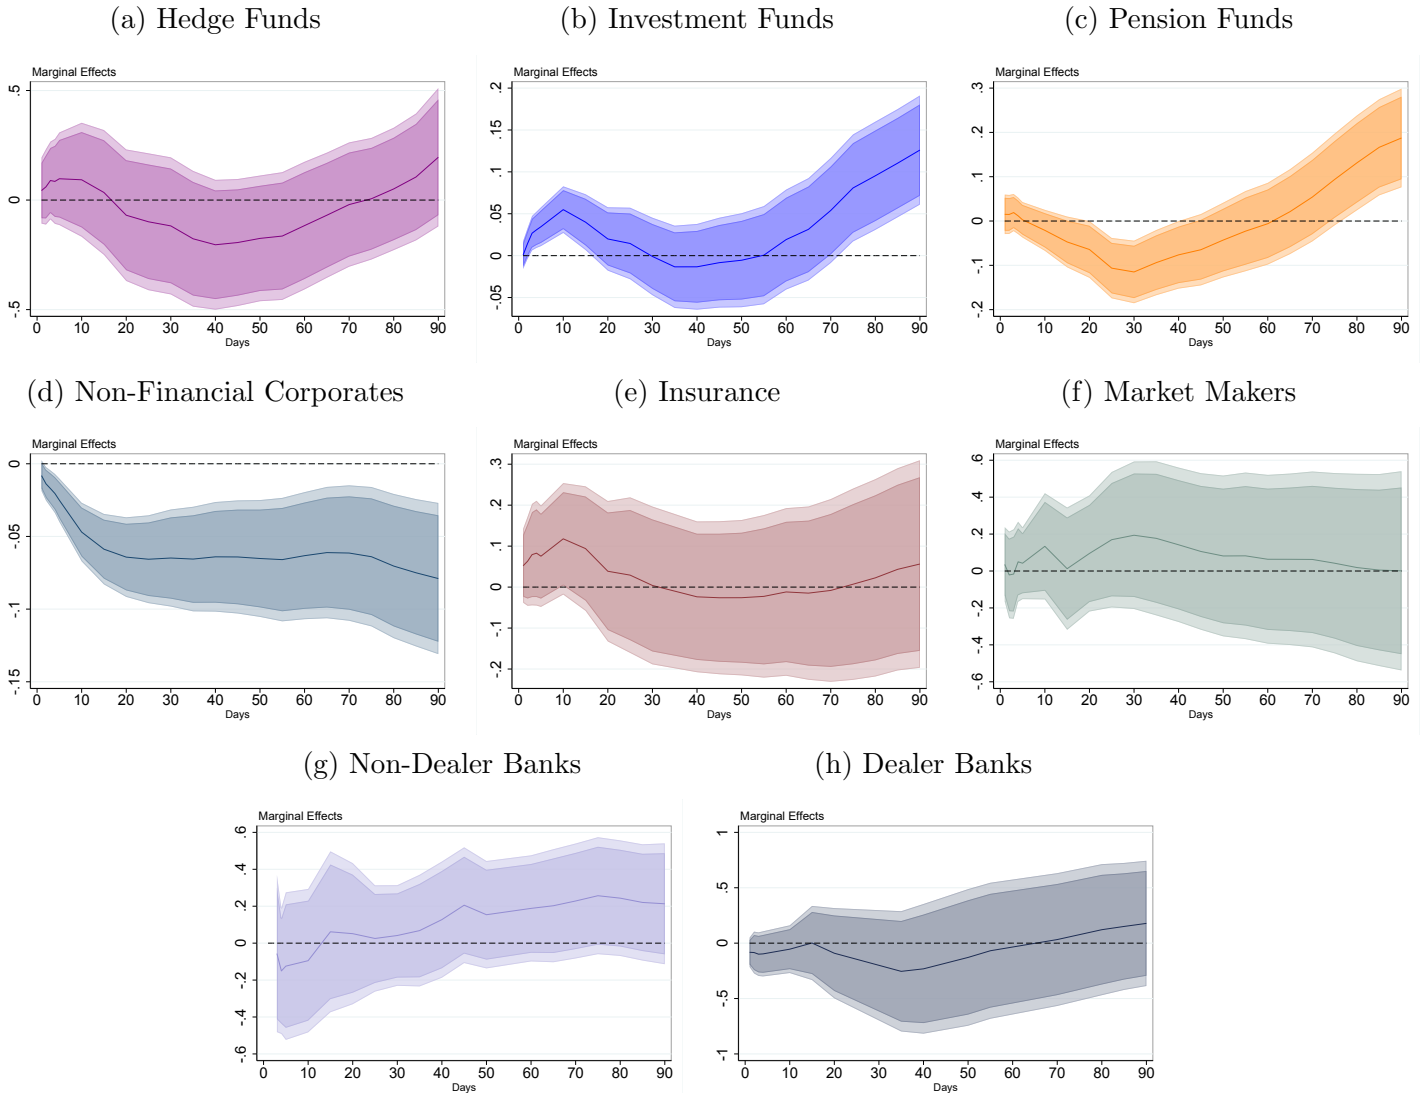 (a) Hedge Funds
(b) Investment Funds
(c) Pension Funds
Marginal Effects
.5
0
-.5
0 10 20 30 40 50 60 70 80 90
Days
Marginal Effects
.2
.15
.1
.05
0
-.05
0 10 20 30 40 50 60 70 80 90
Days
Marginal Effects
.3
.2
.1
0
-.1
-.2
0 10 20 30 40 50 60 70 80 90
Days
(d) Non-Financial Corporates
(e) Insurance
(f) Market Makers
Marginal Effects
0
-.05
-.1
-.15
0 10 20 30 40 50 60 70 80 90
Days
Marginal Effects
.3
.2
.1
0
-.1
-.2
0 10 20 30 40 50 60 70 80 90
Days
Marginal Effects
.6
.4
.2
0
-.2
-.4
-.6
0 10 20 30 40 50 60 70 80 90
Days
(g) Non-Dealer Banks
(h) Dealer Banks
Marginal Effects
.6
.4
.2
0
-.2
-.4
-.6
0 10 20 30 40 50 60 70 80 90
Days
Marginal Effects
1
.5
0
-.5
-1
0 10 20 30 40 50 60 70 80 90
Days